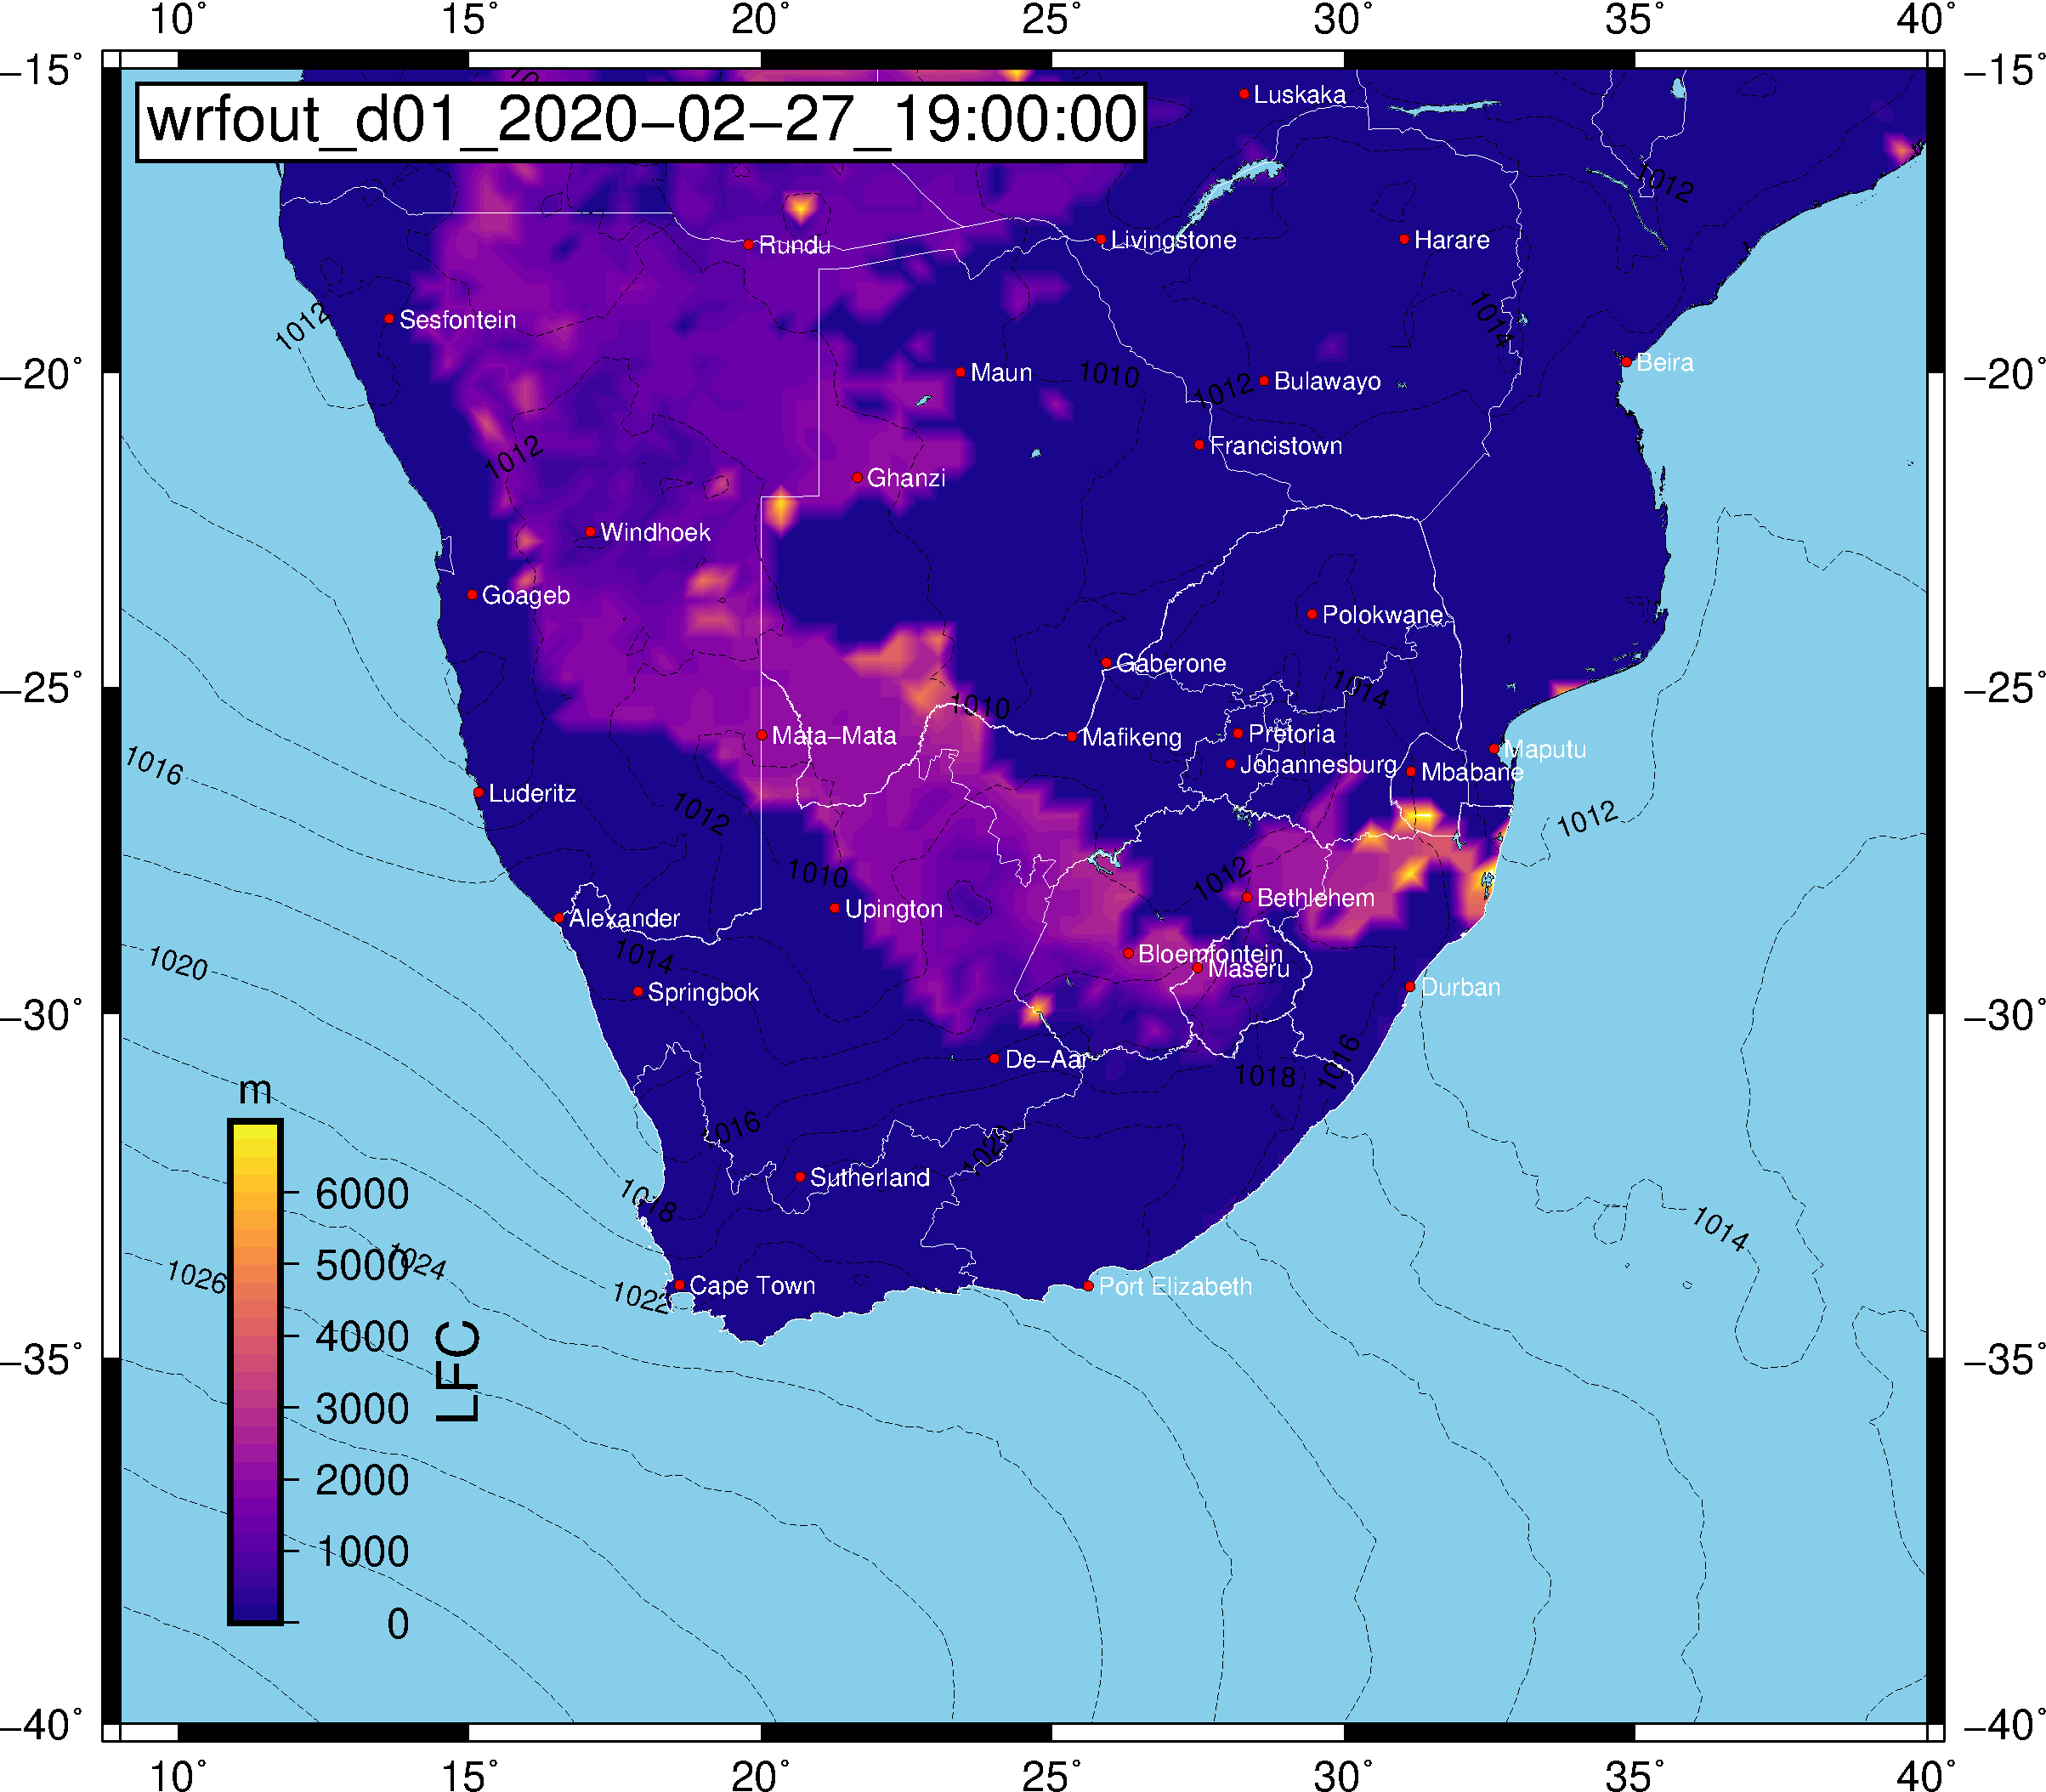 10° 15° 20° 25° 30° 35° 40°
−15° −15°
wrfout_d01_2020−02−27_19:00:00
Luskaka
1012
Rundu
Livingstone
Harare
1012
Sesfontein
1014
Beira
−20° −20°
Maun
1010
1012
Bulawayo
1012
Francistown
Ghanzi
Windhoek
Goageb
Polokwane
Gaberone
−25° −25°
1014
1010
Mata−Mata
Mafikeng
Pretoria
Maputu
Johannesburg
Mbabane
1016
Luderitz
1012
1012
1010
1012
Bethlehem
Upington
Alexander
1014
Bloemfontein
Maseru
1020
Springbok
Durban
−30° −30°
De−Aar
1018
1016
m
1016
1020
Sutherland
1018
6000
1014
1024
5000
1026
Cape Town
Port Elizabeth
1022
4000
LFC
−35° −35°
3000
2000
1000
0
−40° −40°
10° 15° 20° 25° 30° 35° 40°